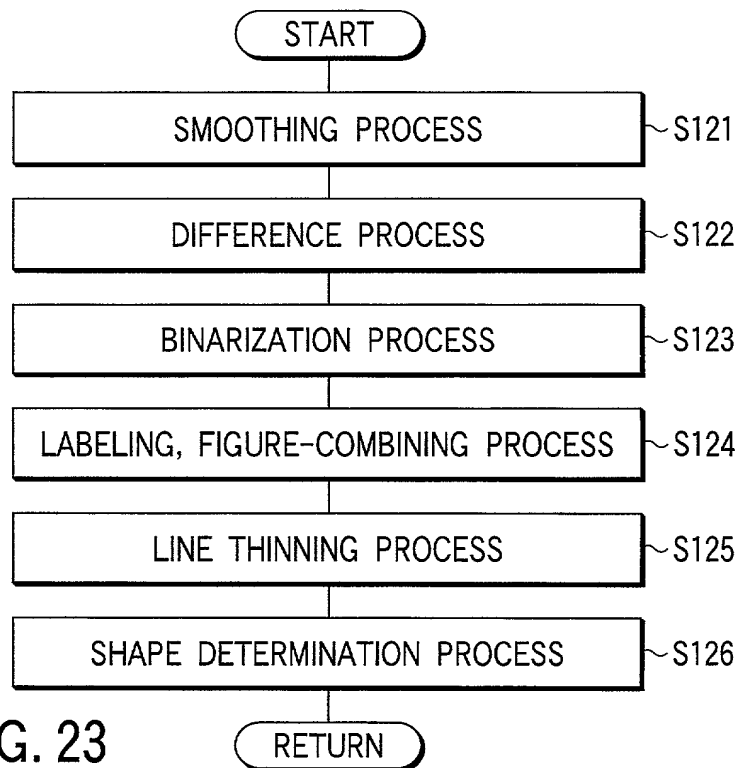 START
SMOOTHING PROCESS ~S121
DIFFERENCE PROCESS ~S122
BINARIZATION PROCESS ~S123
LABELING, FIGURE-COMBINING PROCESS ~S124
LINE THINNING PROCESS ~S125
SHAPE DETERMINATION PROCESS ~S126
RETURN
G. 23